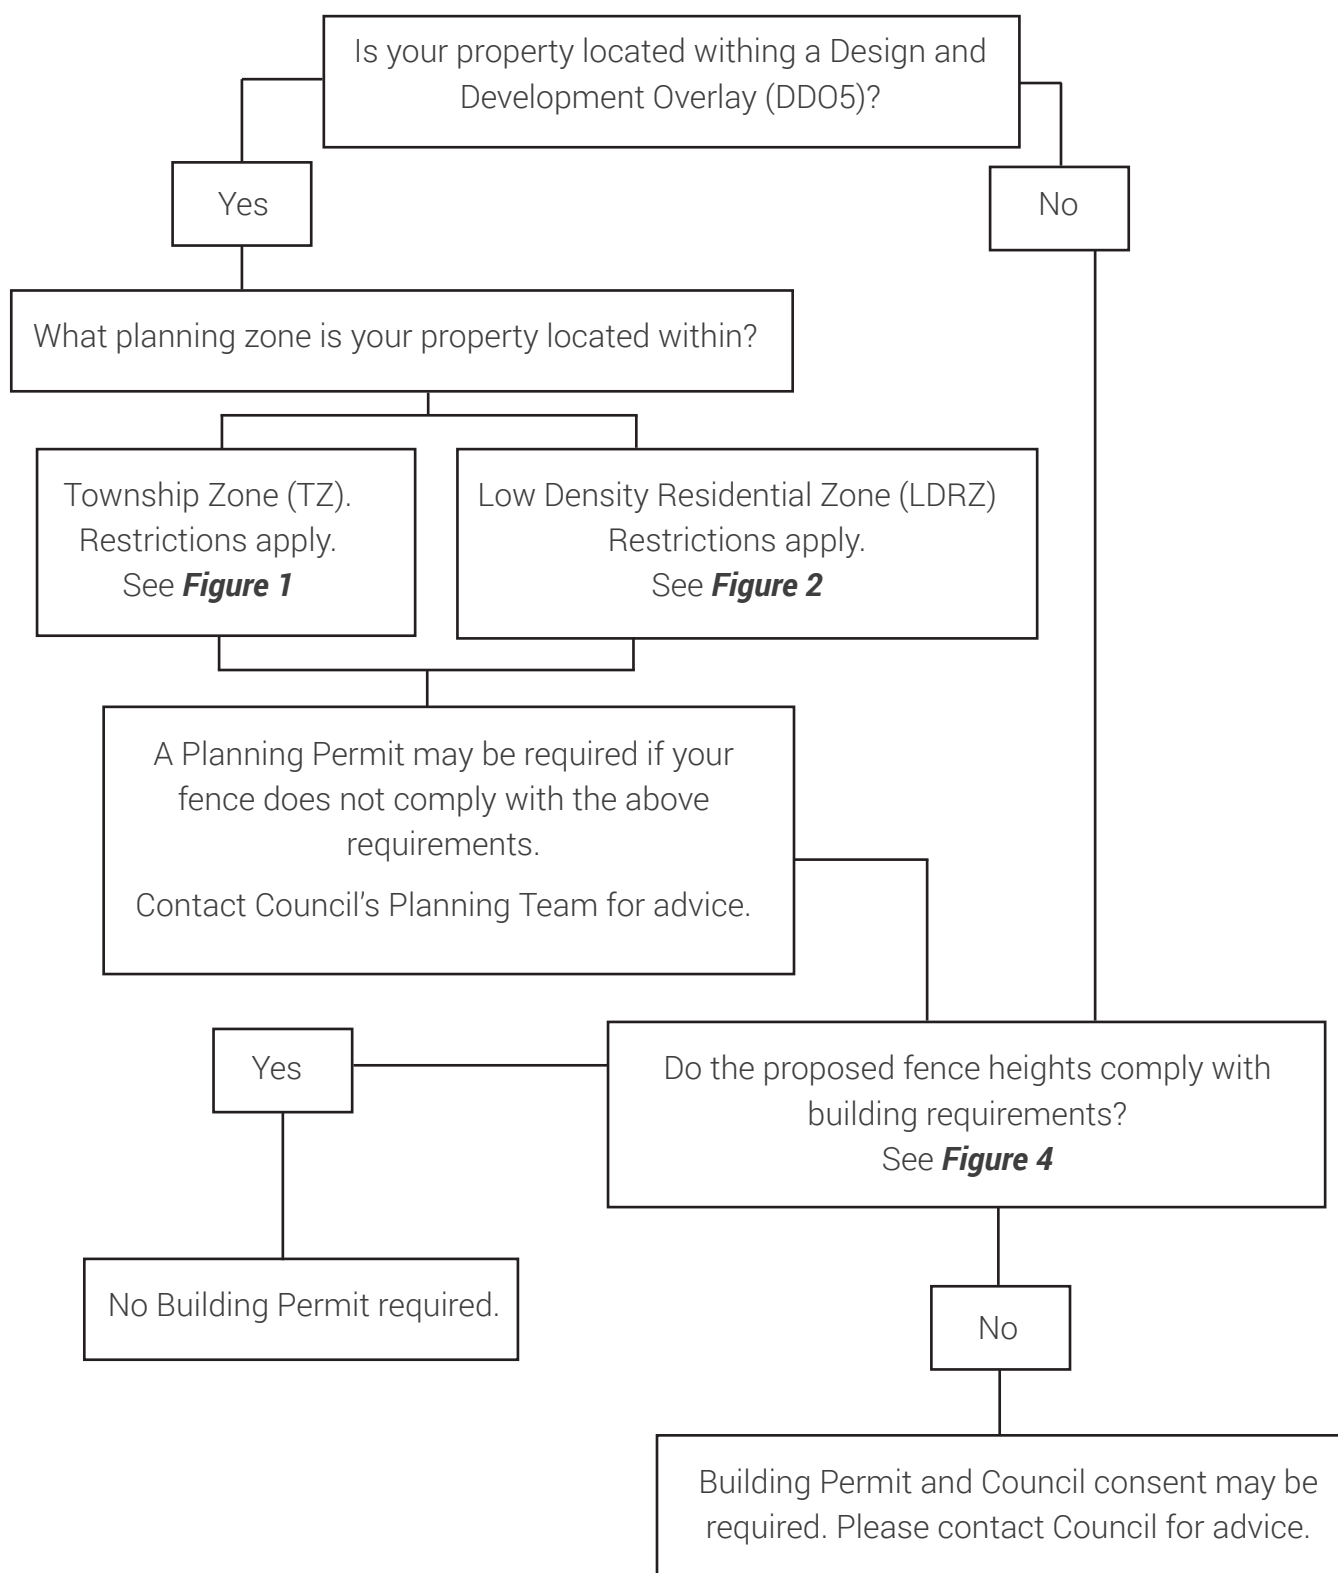 Is your property located withing a Design and
Development Overlay (DDO5)?
Yes
No
What planning zone is your property located within?
Township Zone (TZ).
Restrictions apply.
See Figure 1
Low Density Residential Zone (LDRZ)
Restrictions apply.
See Figure 2
A Planning Permit may be required if your
fence does not comply with the above
requirements.
Contact Council's Planning Team for advice.
Yes
Do the proposed fence heights comply with
building requirements?
See Figure 4
No Building Permit required.
No
Building Permit and Council consent may be
required. Please contact Council for advice.